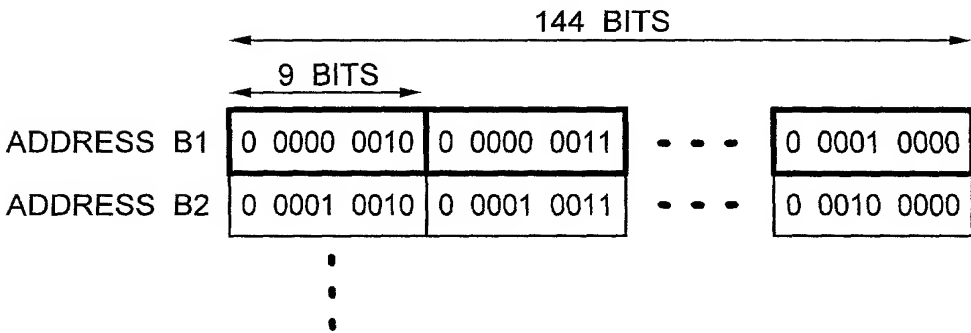 144 BITS
9 BITS
ADDRESS B1 0 0000 0010 0 0000 0011 - - - 0 0001 0000
ADDRESS B2 0 0001 0010 0 0001 0011 - - - 0 0010 0000